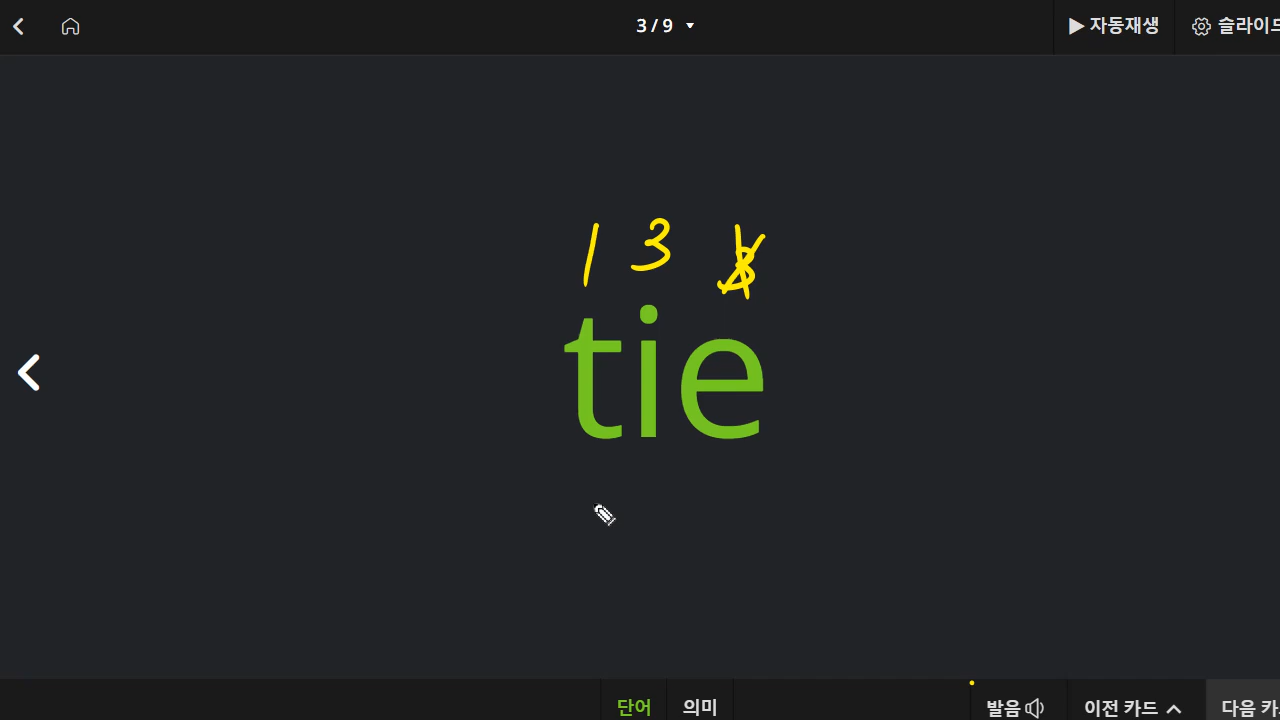 3 / 9 ▶ 자동재생 슬라이드
1 3
tie
단어 의미 발음 이전 카드 다음 카